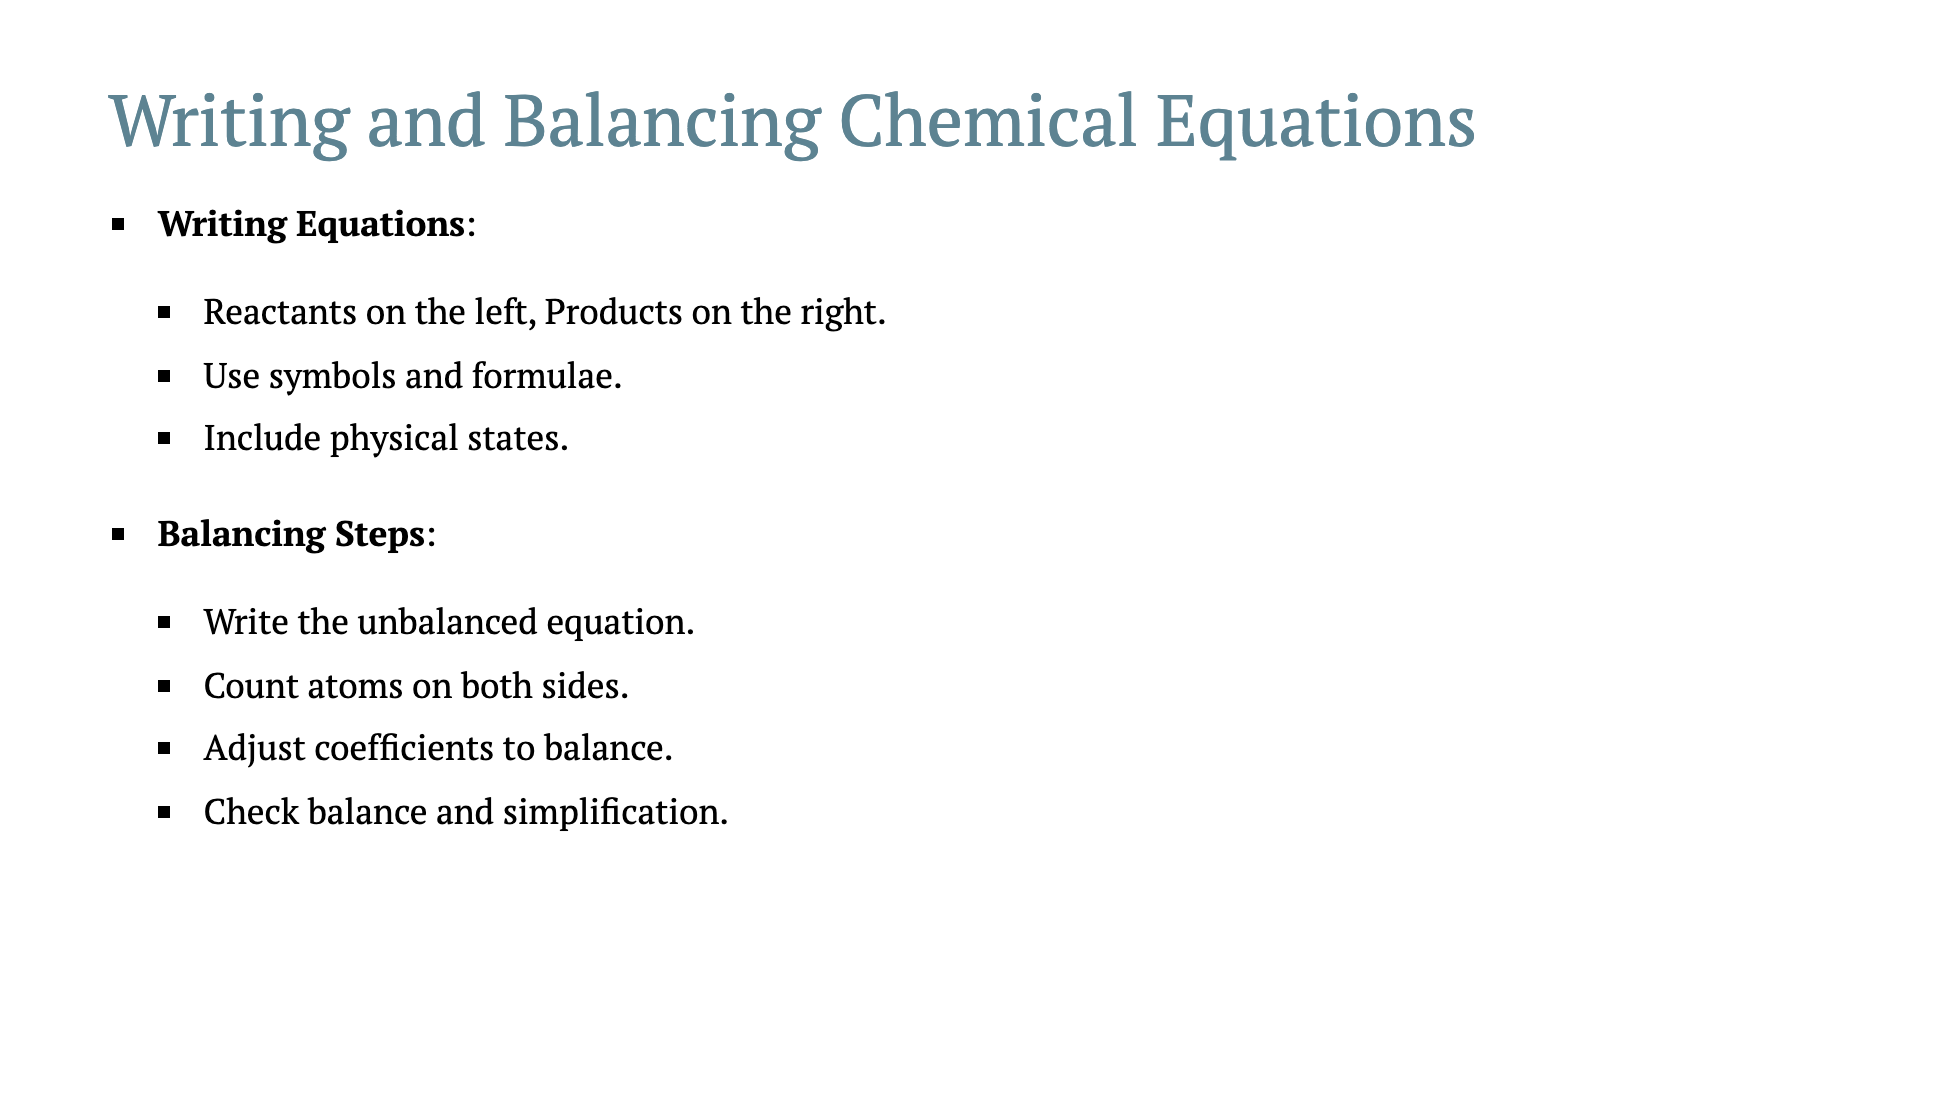 Writing and Balancing Chemical Equations
▪ Writing Equations:
▪ Reactants on the left, Products on the right.
▪ Use symbols and formulae.
▪ Include physical states.
▪ Balancing Steps:
▪ Write the unbalanced equation.
▪ Count atoms on both sides.
▪ Adjust coefficients to balance.
▪ Check balance and simplification.